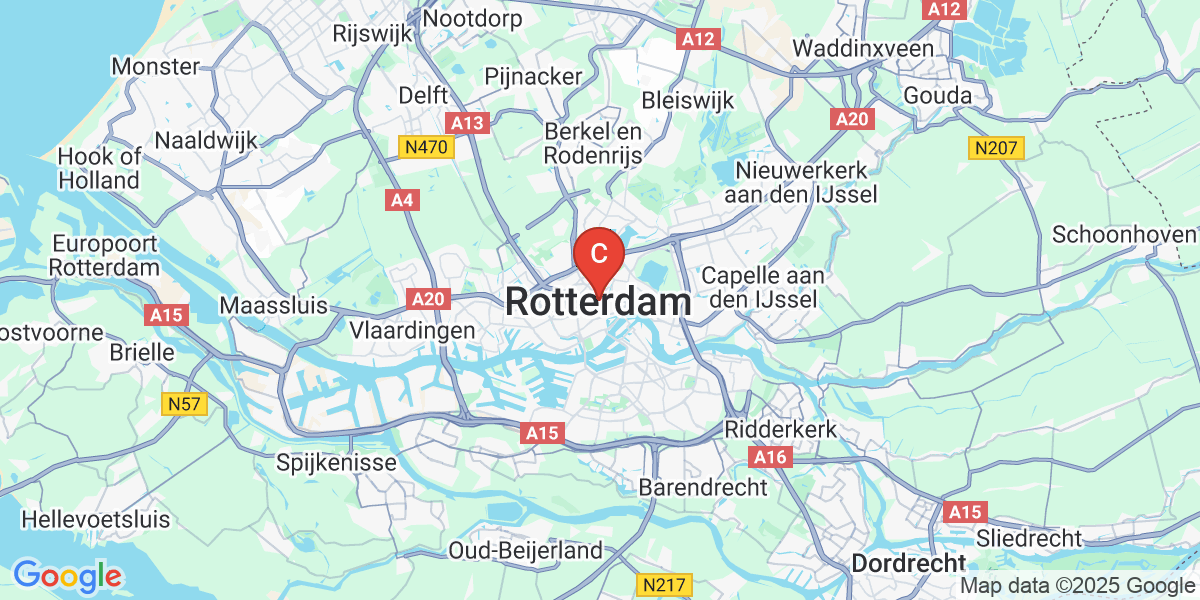 Nootdorp
A12
Rijswijk
A12
Waddinxveen
Monster
Pijnacker
Delft
Bleiswijk
Gouda
A13
A20
Berkel en
Rodenrijs
Naaldwijk
N470
N207
Hook of
Holland
Nieuwerkerk
aan den IJssel
A4
Schoonhoven
Europoort
Rotterdam
C
Capelle aan
den IJssel
Maassluis
A20
Rotterdam
A15
Vlaardingen
ostvoorne
Brielle
N57
A15
Ridderkerk
Spijkenisse
A16
Barendrecht
Hellevoetsluis
A15
Sliedrecht
Oud-Beijerland
Dordrecht
Google
N217
Map data ©2025 Google